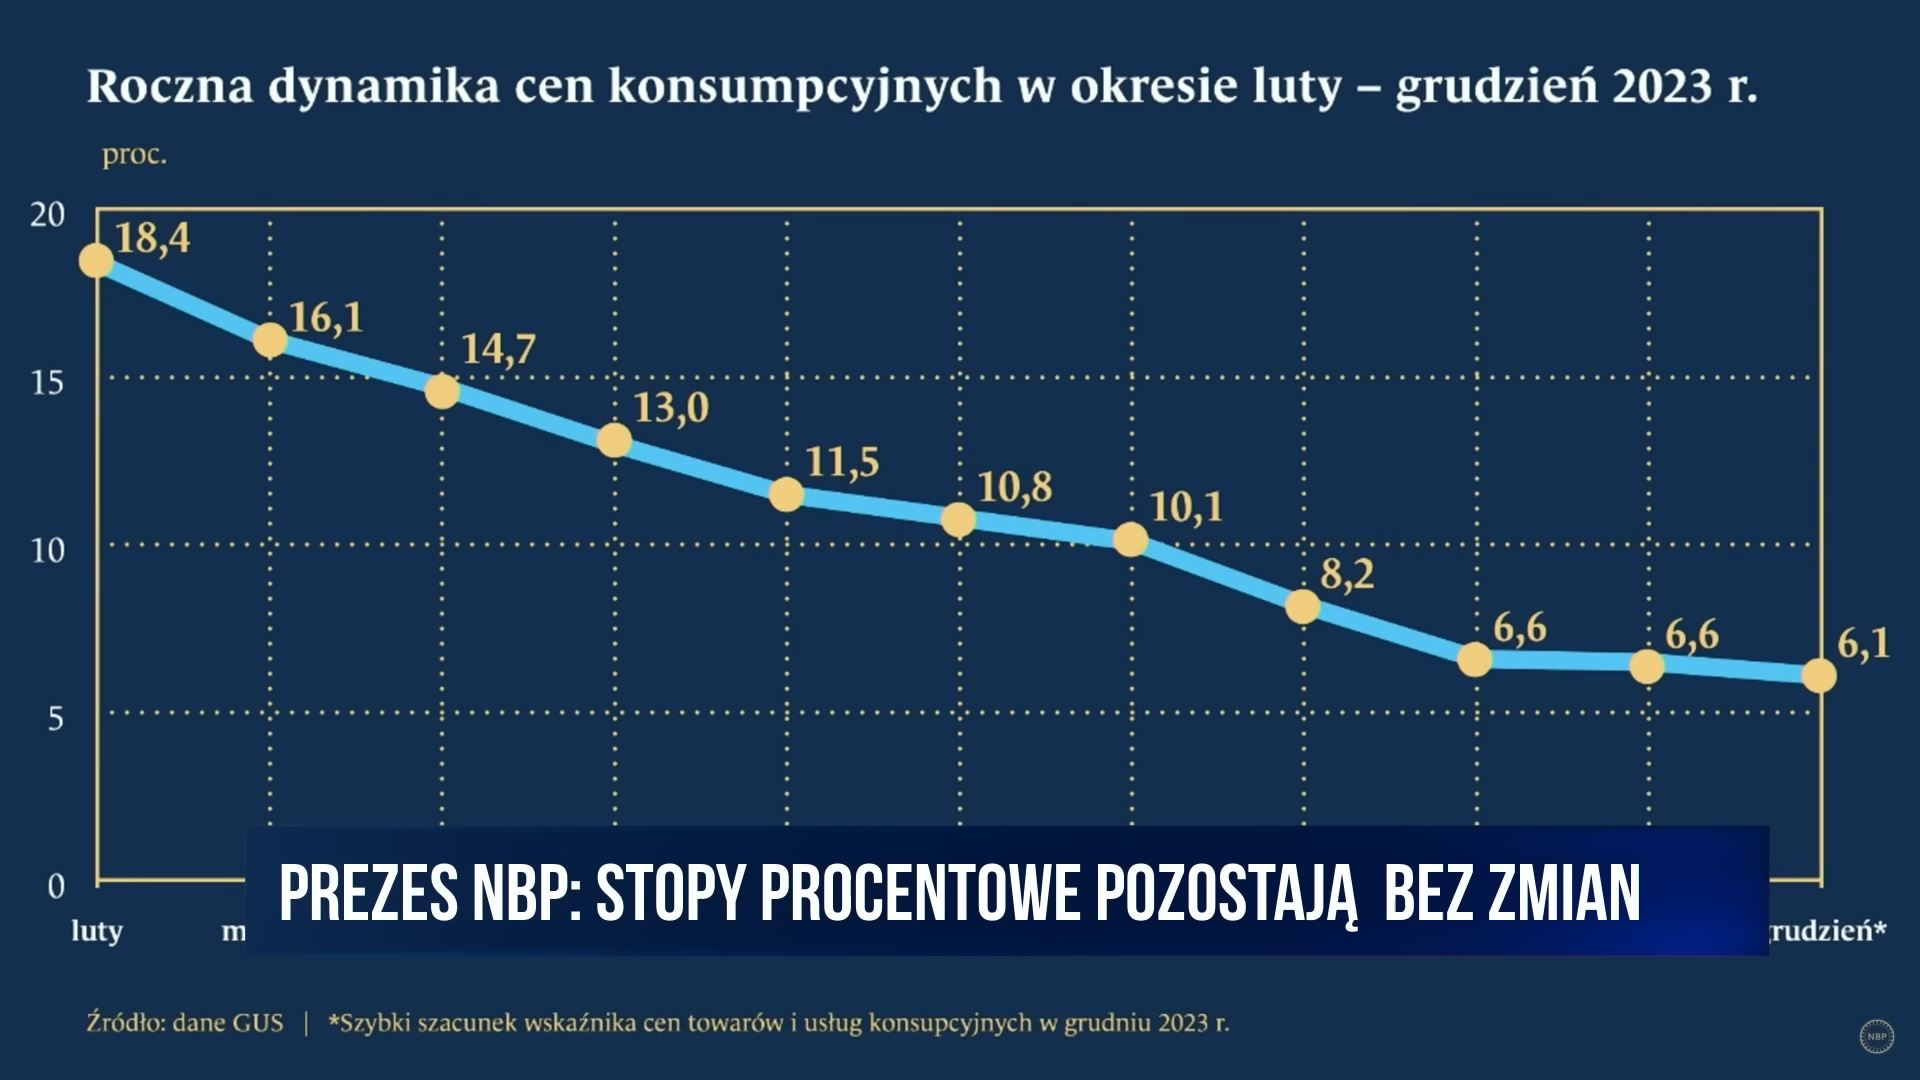 Roczna dynamika cen konsumpcyjnych w okresie luty – grudzień 2023 r.
proc.
20
18,4
16,1
14,7
15
13,0
11,5
10,8
10,1
10
8,2
6,6
6,6
6,1
5
0
PREZES NBP: STOPY PROCENTOWE POZOSTAJĄ BEZ ZMIAN
luty
Źródło: dane GUS | *Szybki szacunek wskaźnika cen towarów i usług konsupcyjnych w grudniu 2023 r.
NBP